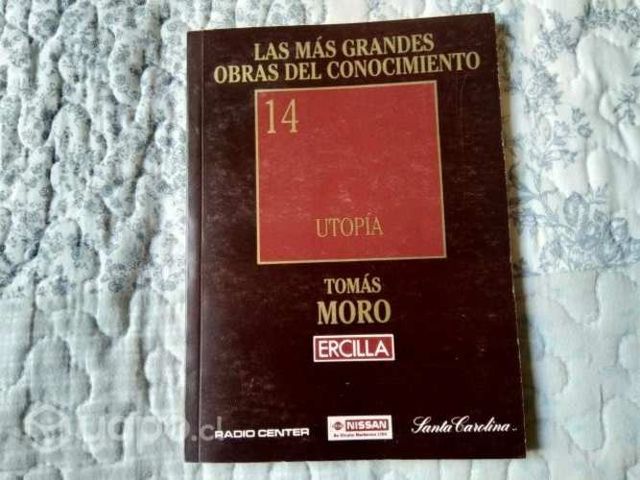 LAS MÁS GRANDES
OBRAS DEL CONOCIMIENTO
14
UTOPÍA
TOMÁS
MORO
ERCILLA
RADIO CENTER
NISSAN
Santa Carolina